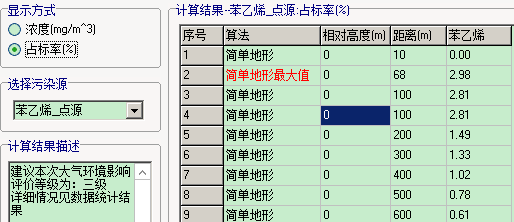 显示方式
浓度(mg/m^3)
占标率(%)
选择污染源
苯乙烯_点源
计算结果描述
建议本次大气环境影响
评价等级为：三级
详细情况见数据统计结
果
计算结果--苯乙烯_点源:占标率(%)
序号 算法 相对高度(m) 距离(m) 苯乙烯
1 简单地形 0 10 0.00
2 简单地形最大值 0 68 2.98
3 简单地形 0 100 2.81
4 简单地形 0 100 2.81
5 简单地形 0 200 1.49
6 简单地形 0 300 1.33
7 简单地形 0 400 1.02
8 简单地形 0 500 0.78
9 简单地形 0 600 0.61